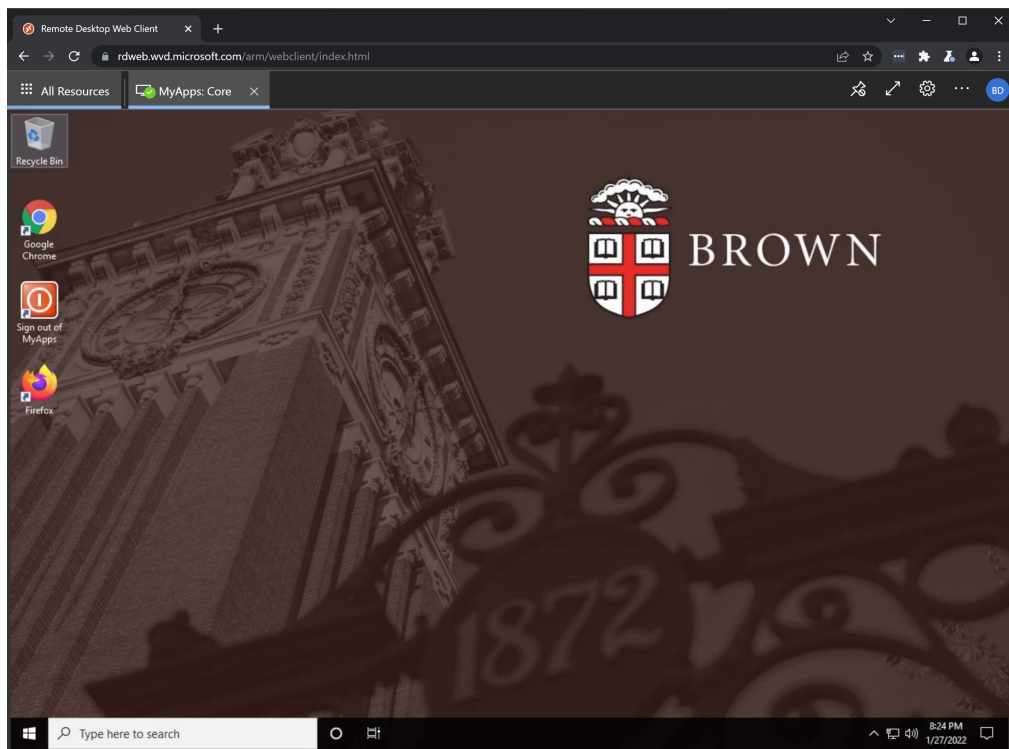 Remote Desktop Web Client
rdweb.wvd.microsoft.com/arm/webclient/index.html
All Resources
MyApps: Core
BD
Recycle Bin
Google
Chrome
Sign out of
MyApps
Firefox
BROWN
1872
Type here to search
8:24 PM
1/27/2022